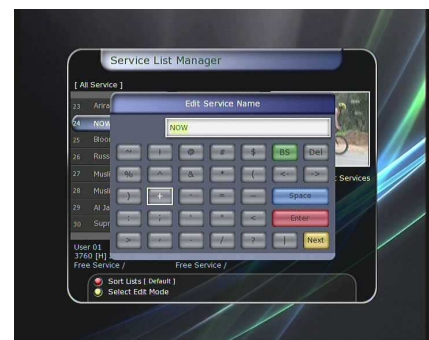 Service List Manager
[ All Service ]
23 Arira
24 NOW
25 Bloor
26 Russ
27 Musli
28 Musli
29 Al Ja
30 Supr
Edit Service Name
NOW
~ ! @ # $ BS Del
% ^ & * ( <- ->
) + - = _ Space
: ; ' " < Enter
> , . / ? | Next
Services
User 01
3760 [H]
Free Service / Free Service /
Sort Lists [ Default ]
Select Edit Mode